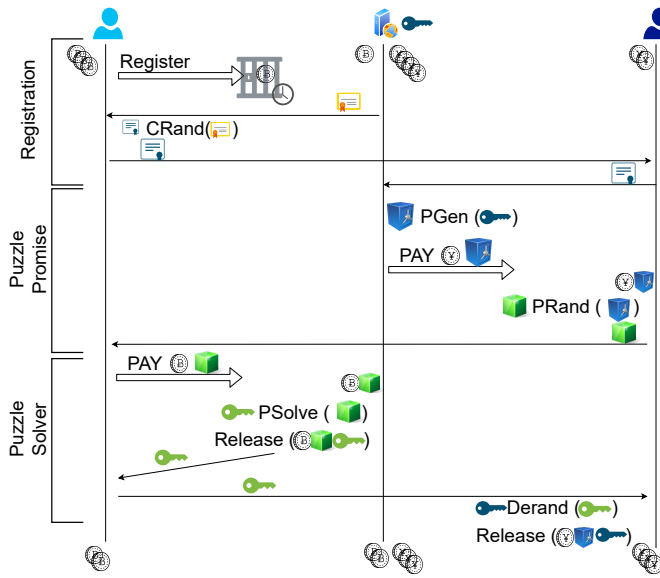 Registration
Register
CRand( )
PGen ( )
Puzzle
Promise
PAY
PRand ( )
Puzzle
Solver
PAY
PSolve ( )
Release ( )
Derand ( )
Release ( )